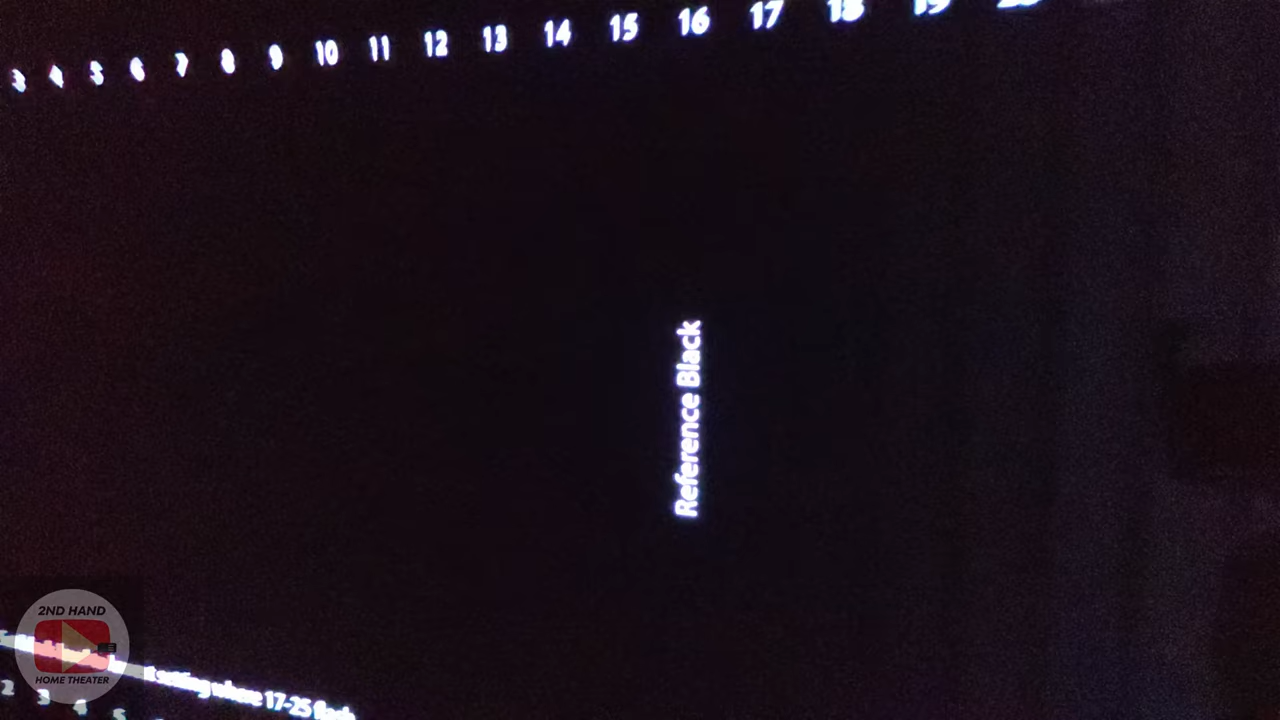 3 4 5 6 7 8 9 10 11 12 13 14 15 16 17 18 19 20
Reference Black
2ND HAND
HOME THEATER
setting where 17-25 flash
2 3 4 5